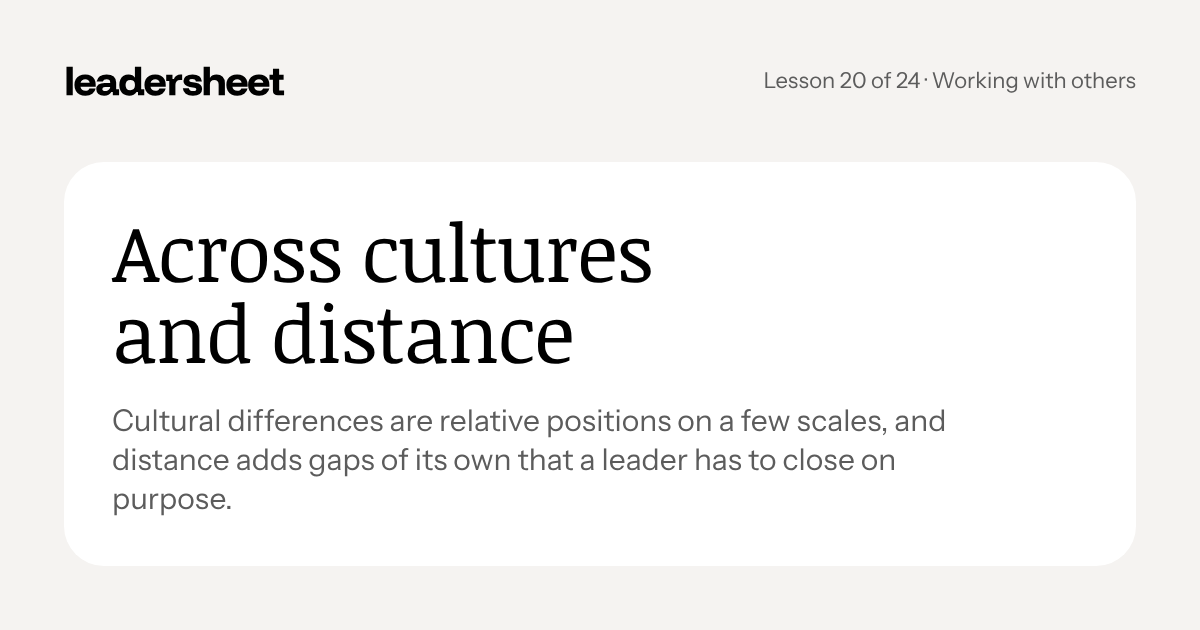 leadersheet
Lesson 20 of 24 · Working with others
Across cultures
and distance
Cultural differences are relative positions on a few scales, and
distance adds gaps of its own that a leader has to close on
purpose.